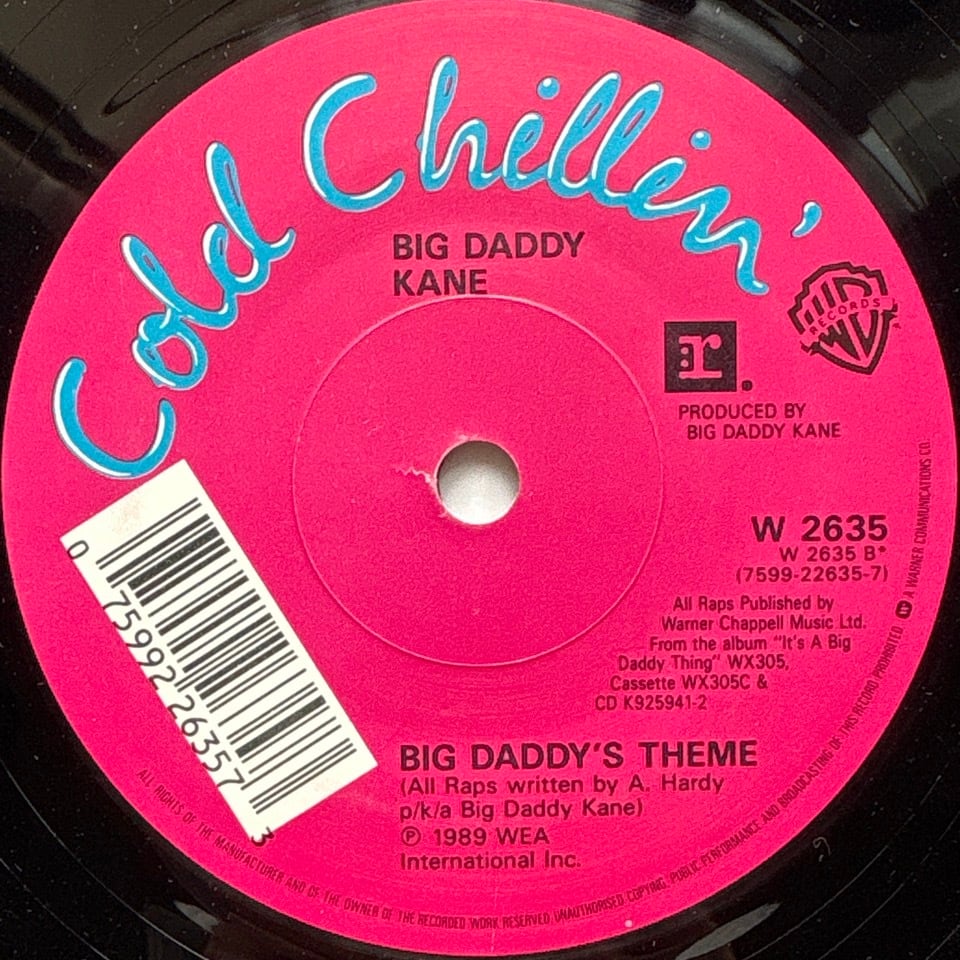 Cold Chillin'
BIG DADDY
KANE
W
RECORDS
r
PRODUCED BY
BIG DADDY KANE
W 2635
W 2635 B*
(7599-22635-7)
All Raps Published by
Warner Chappell Music Ltd.
From the album "It's A Big
Daddy Thing" WX305,
Cassette WX305C &
CD K925941-2
0 75992 26357 3
BIG DADDY'S THEME
(All Raps written by A. Hardy
p/k/a Big Daddy Kane)
℗ 1989 WEA
International Inc.
ALL RIGHTS OF THE MANUFACTURER AND OF THE OWNER OF THE RECORDED WORK RESERVED. UNAUTHORISED COPYING, PUBLIC PERFORMANCE AND BROADCASTING OF THIS RECORD PROHIBITED. A WARNER COMMUNICATIONS CO.